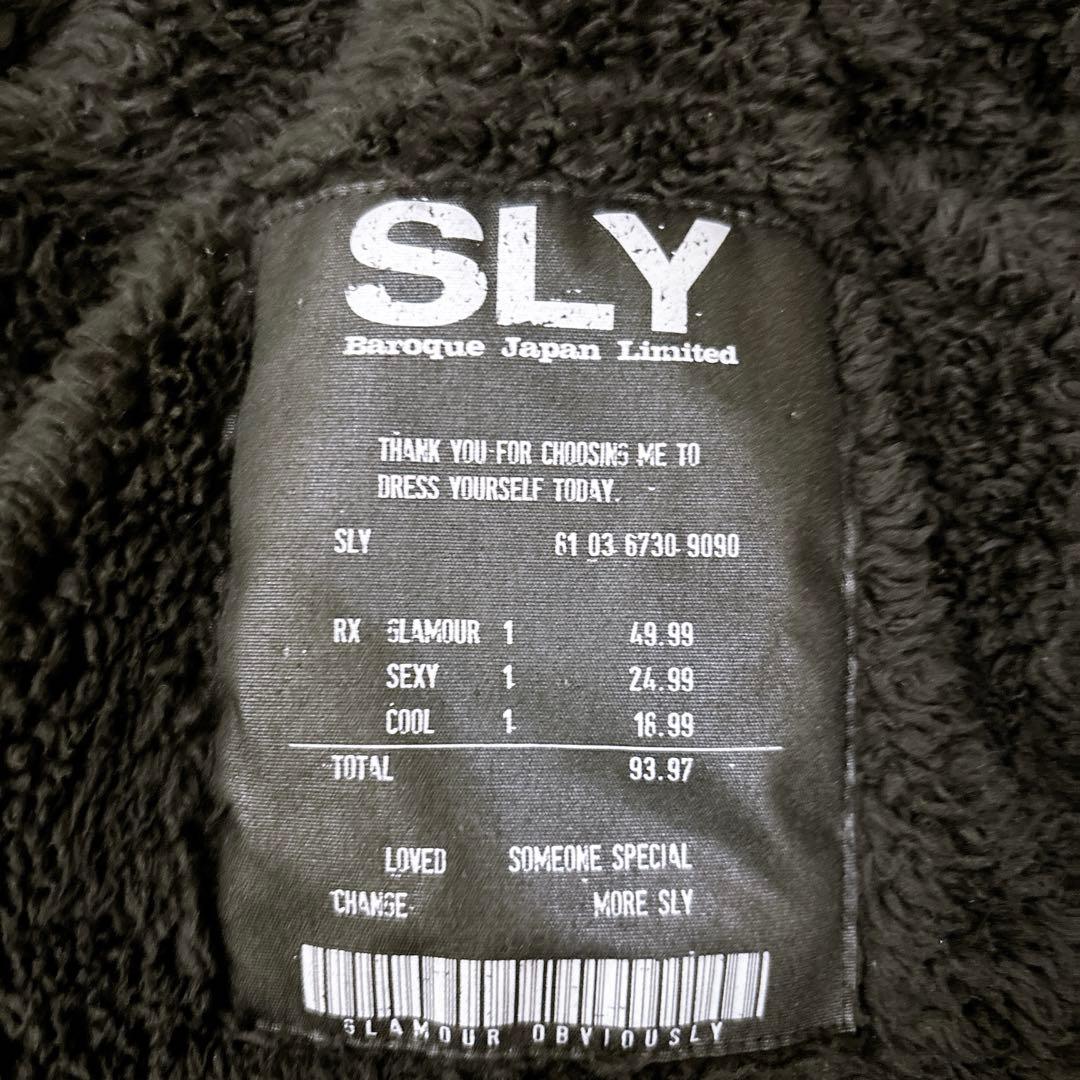 SLY
Baroque Japan Limited
THANK YOU FOR CHOOSING ME TO
DRESS YOURSELF TODAY.
SLY 81 03 6730-9090
RX GLAMOUR 1 49.99
SEXY 1 24.99
COOL 1 18.99
TOTAL 93.97
LOVED SOMEONE SPECIAL
CHANGE MORE SLY
GLAMOUR OBVIOUSLY